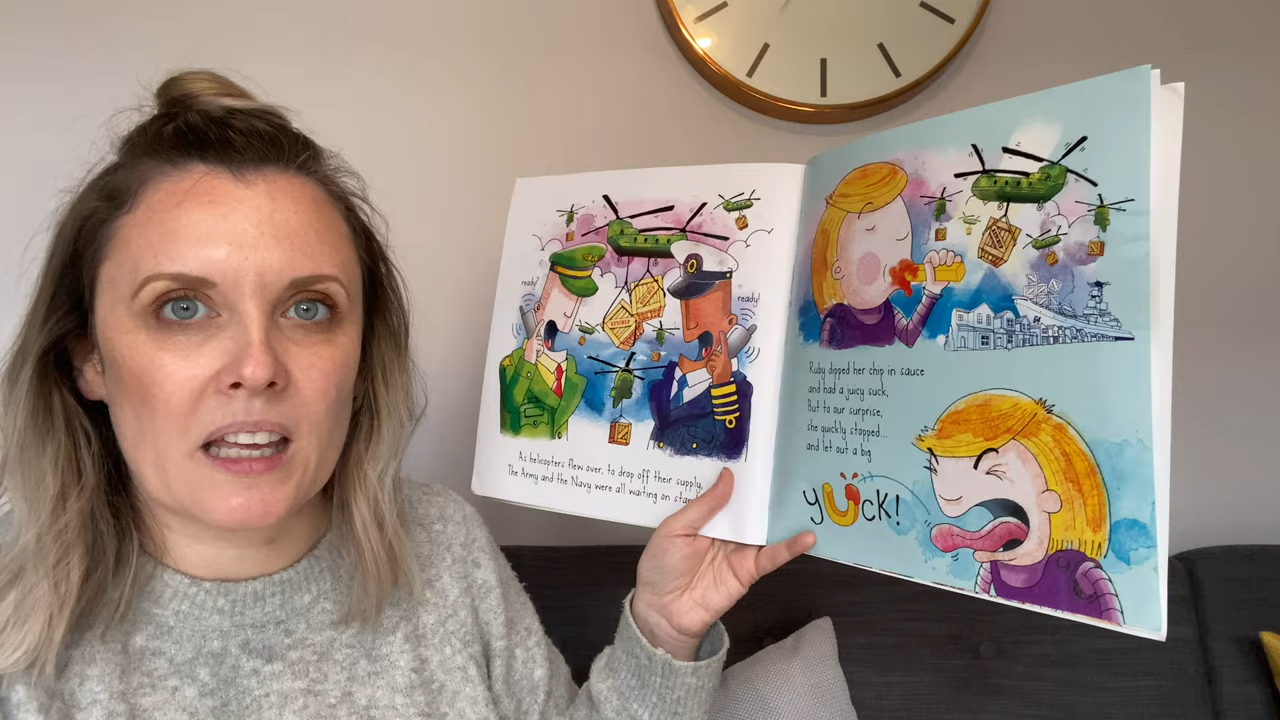 ready?
ready!
KETCHUP
As helicopters flew over, to drop off their supply,
The Army and the Navy were all waiting on
Ruby dipped her chip in sauce
and had a juicy suck,
But to our surprise,
she quickly stopped...
and let out a big
yUck!